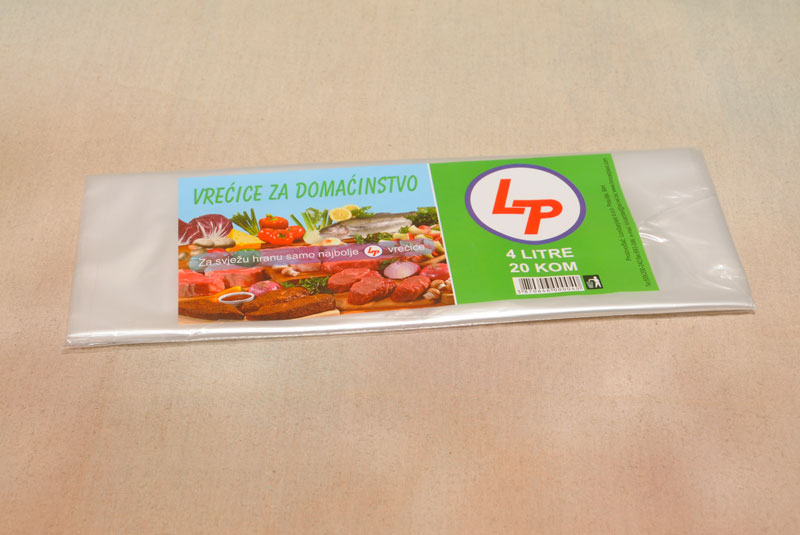 VREĆICE ZA DOMAĆINSTVO
Za svježu hranu samo najbolje LP vrećice
LP
4 LITRE
20 KOM